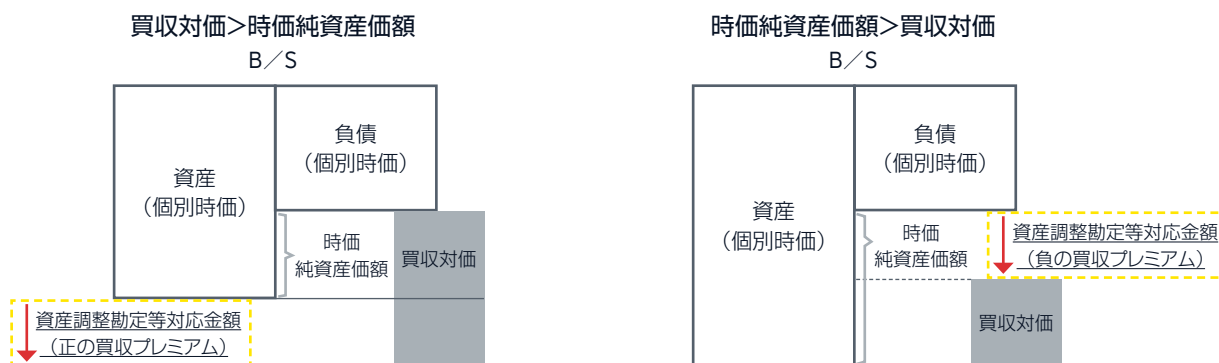 買収対価>時価純資産価額
B/S
資産
（個別時価）
負債
（個別時価）
時価
純資産価額
買収対価
資産調整勘定等対応金額
（正の買収プレミアム）
時価純資産価額>買収対価
B/S
資産
（個別時価）
負債
（個別時価）
時価
純資産価額
資産調整勘定等対応金額
（負の買収プレミアム）
買収対価